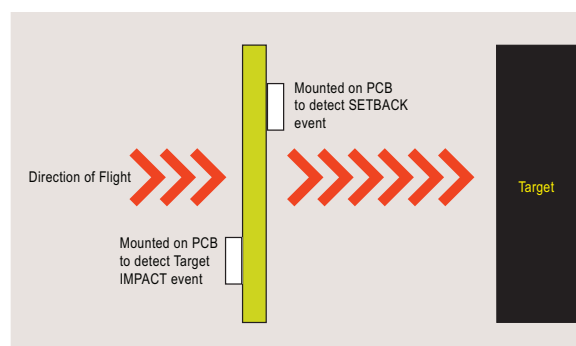 Mounted on PCB
to detect SETBACK
event
Direction of Flight
Target
Mounted on PCB
to detect Target
IMPACT event